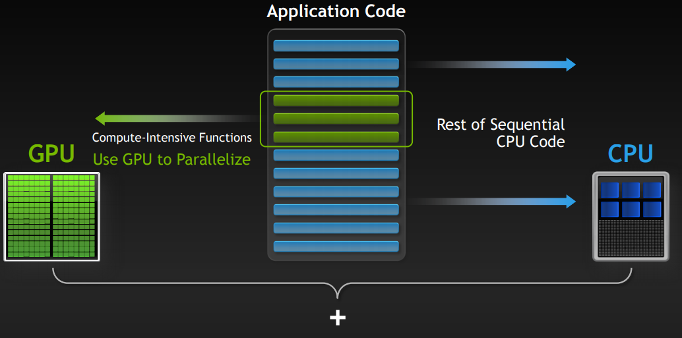 Application Code
Compute-Intensive Functions
Use GPU to Parallelize
GPU
Rest of Sequential
CPU Code
CPU
+